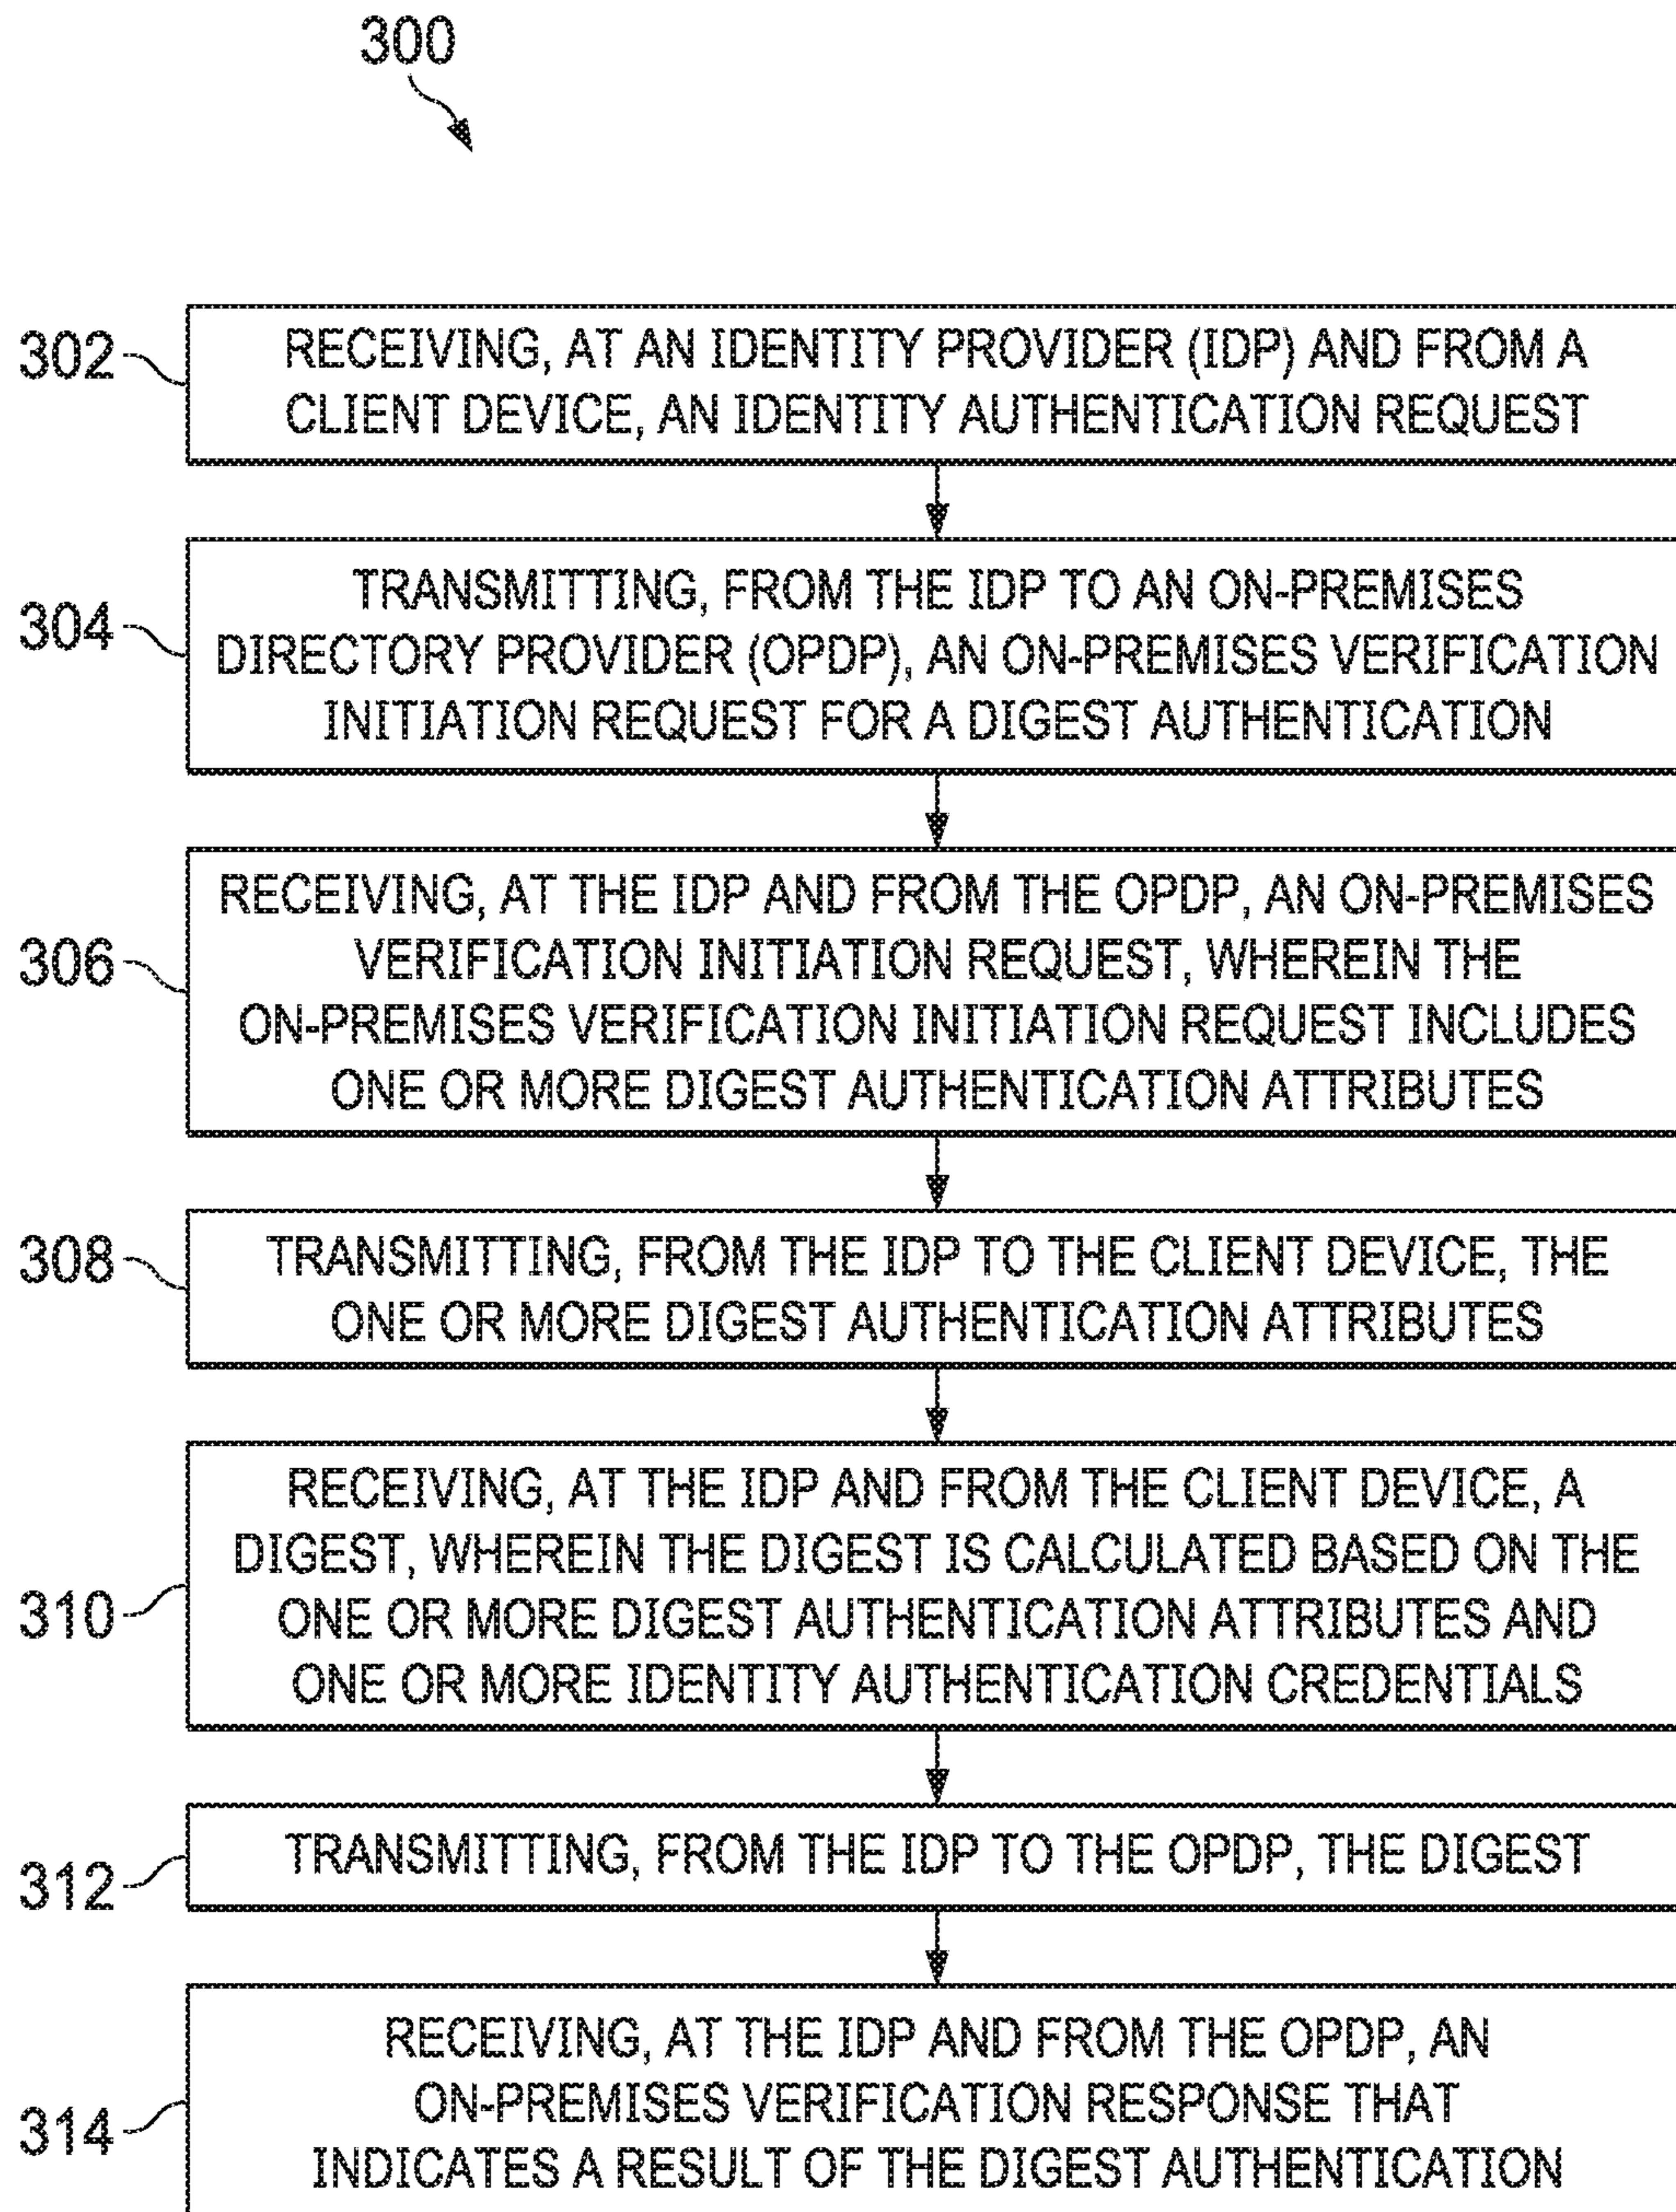 300
302
RECEIVING, AT AN IDENTITY PROVIDER (IDP) AND FROM A
CLIENT DEVICE, AN IDENTITY AUTHENTICATION REQUEST
304
TRANSMITTING, FROM THE IDP TO AN ON-PREMISES
DIRECTORY PROVIDER (OPDP), AN ON-PREMISES VERIFICATION
INITIATION REQUEST FOR A DIGEST AUTHENTICATION
306
RECEIVING, AT THE IDP AND FROM THE OPDP, AN ON-PREMISES
VERIFICATION INITIATION REQUEST, WHEREIN THE
ON-PREMISES VERIFICATION INITIATION REQUEST INCLUDES
ONE OR MORE DIGEST AUTHENTICATION ATTRIBUTES
308
TRANSMITTING, FROM THE IDP TO THE CLIENT DEVICE, THE
ONE OR MORE DIGEST AUTHENTICATION ATTRIBUTES
310
RECEIVING, AT THE IDP AND FROM THE CLIENT DEVICE, A
DIGEST, WHEREIN THE DIGEST IS CALCULATED BASED ON THE
ONE OR MORE DIGEST AUTHENTICATION ATTRIBUTES AND
ONE OR MORE IDENTITY AUTHENTICATION CREDENTIALS
312
TRANSMITTING, FROM THE IDP TO THE OPDP, THE DIGEST
314
RECEIVING, AT THE IDP AND FROM THE OPDP, AN
ON-PREMISES VERIFICATION RESPONSE THAT
INDICATES A RESULT OF THE DIGEST AUTHENTICATION